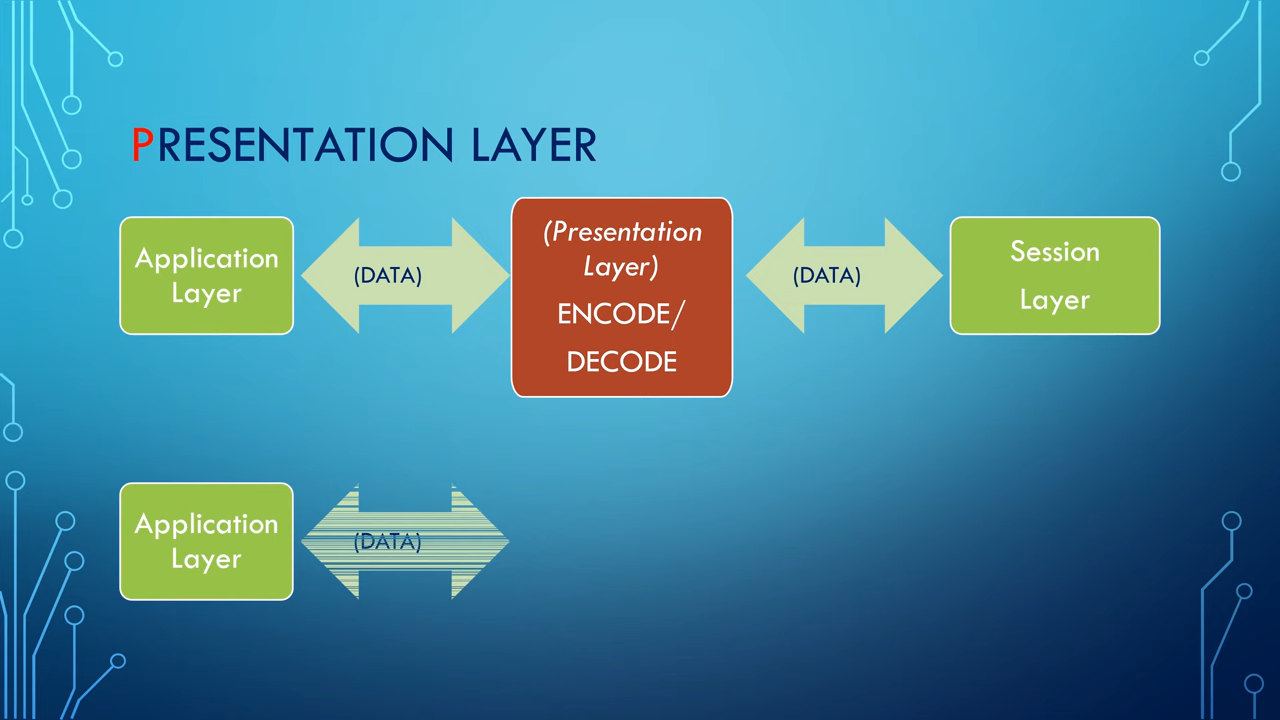 PRESENTATION LAYER
Application
Layer
(DATA)
(Presentation
Layer)
ENCODE/
DECODE
(DATA)
Session
Layer
Application
Layer
(DATA)